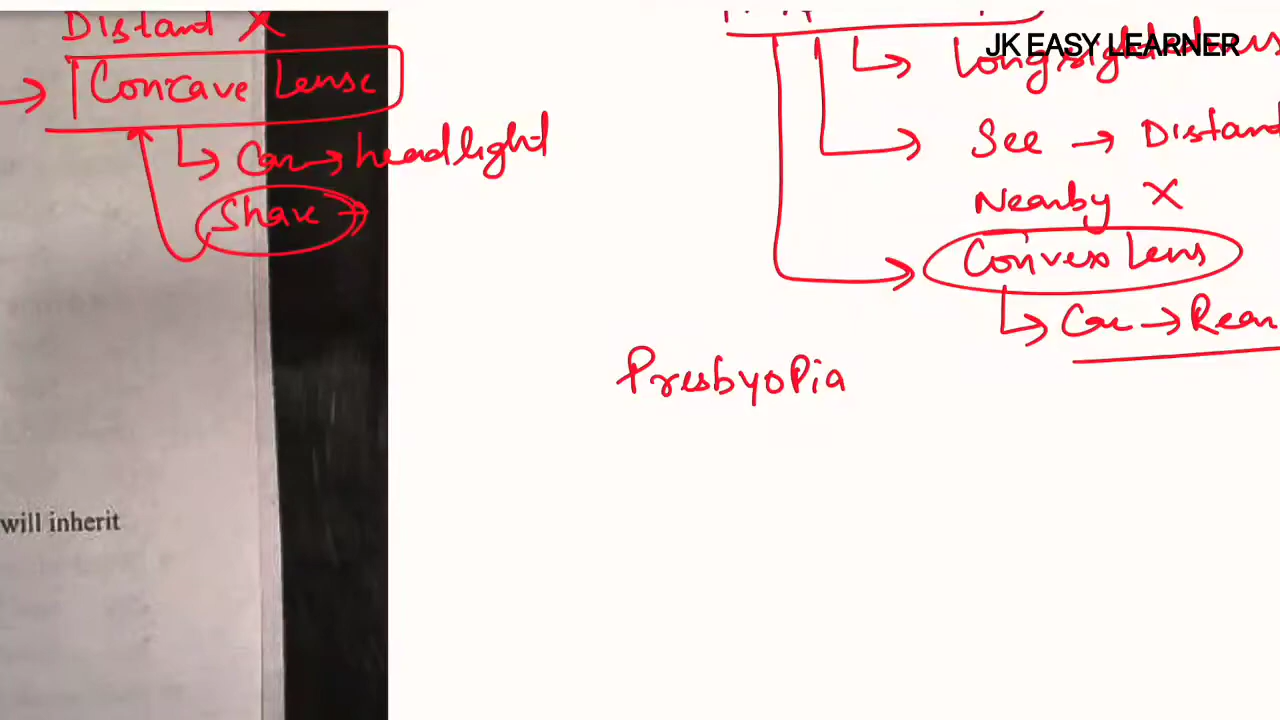 Distand X
→ Concave Lense
↳ Car → headlight
Shave →
will inherit
JK EASY LEARNER
↳
→ See → Distand
Nearby X
→ Convex Lens
↳ Car → Rear
Presbyopia